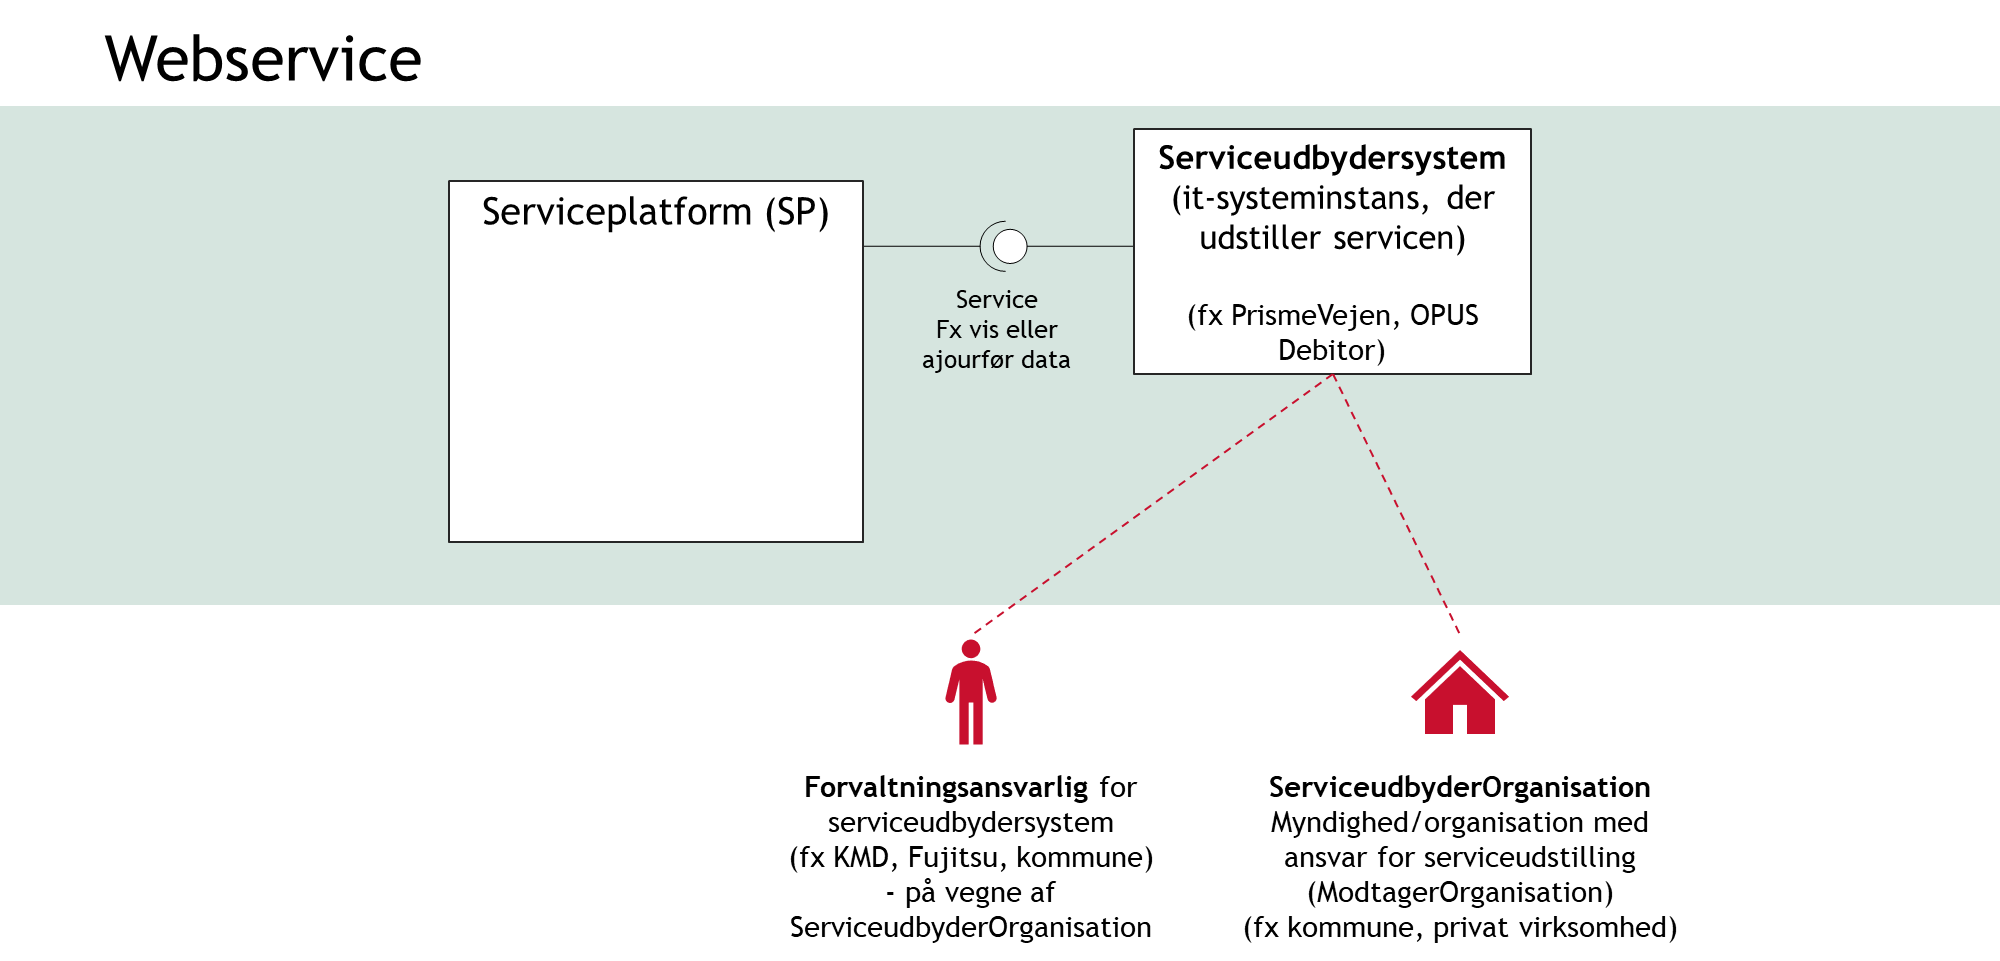 Webservice
Serviceplatform (SP)
Service
Fx vis eller
ajourfør data
Serviceudbydersystem
(it-systeminstans, der
udstiller servicen)
(fx PrismeVejen, OPUS
Debitor)
Forvaltningsansvarlig for
serviceudbydersystem
(fx KMD, Fujitsu, kommune)
- på vegne af
ServiceudbyderOrganisation
ServiceudbyderOrganisation
Myndighed/organisation med
ansvar for serviceudstilling
(ModtagerOrganisation)
(fx kommune, privat virksomhed)